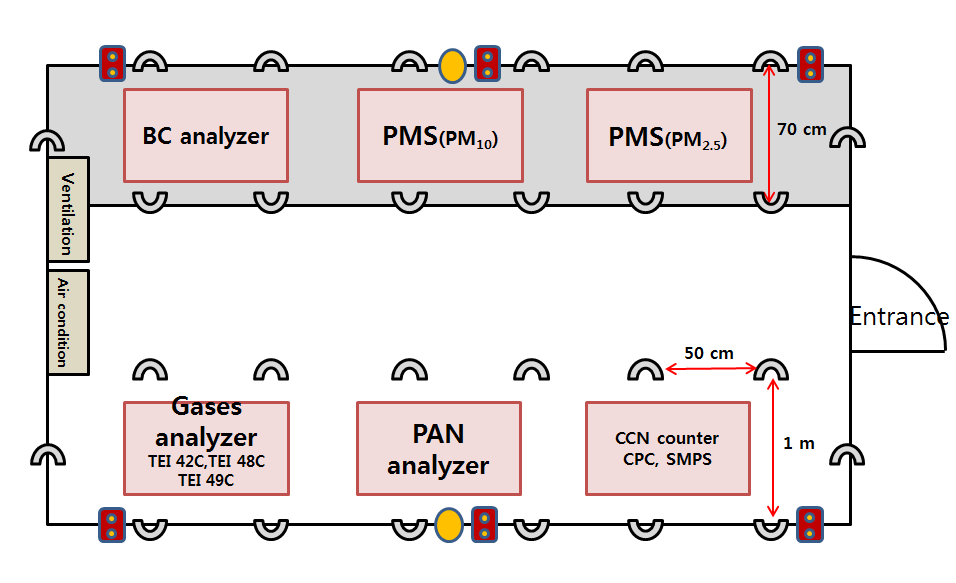 BC analyzer
PMS(PM10)
PMS(PM2.5)
70 cm
Ventilation
Air condition
Entrance
50 cm
Gases
analyzer
TEI 42C,TEI 48C
TEI 49C
PAN
analyzer
CCN counter
CPC, SMPS
1 m